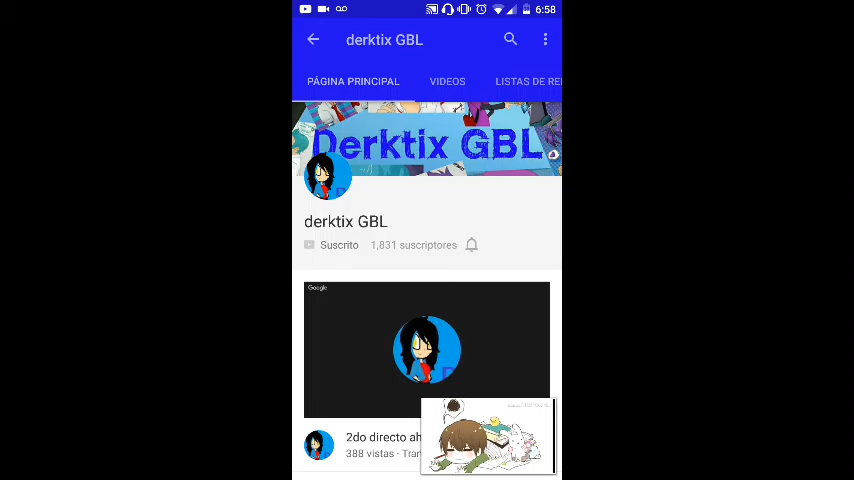 6:58
derktix GBL
PÁGINA PRINCIPAL VIDEOS LISTAS DE RE
Derktix GBL
derktix GBL
Suscrito 1,831 suscriptores
Google
2do directo ah
388 vistas · Tran